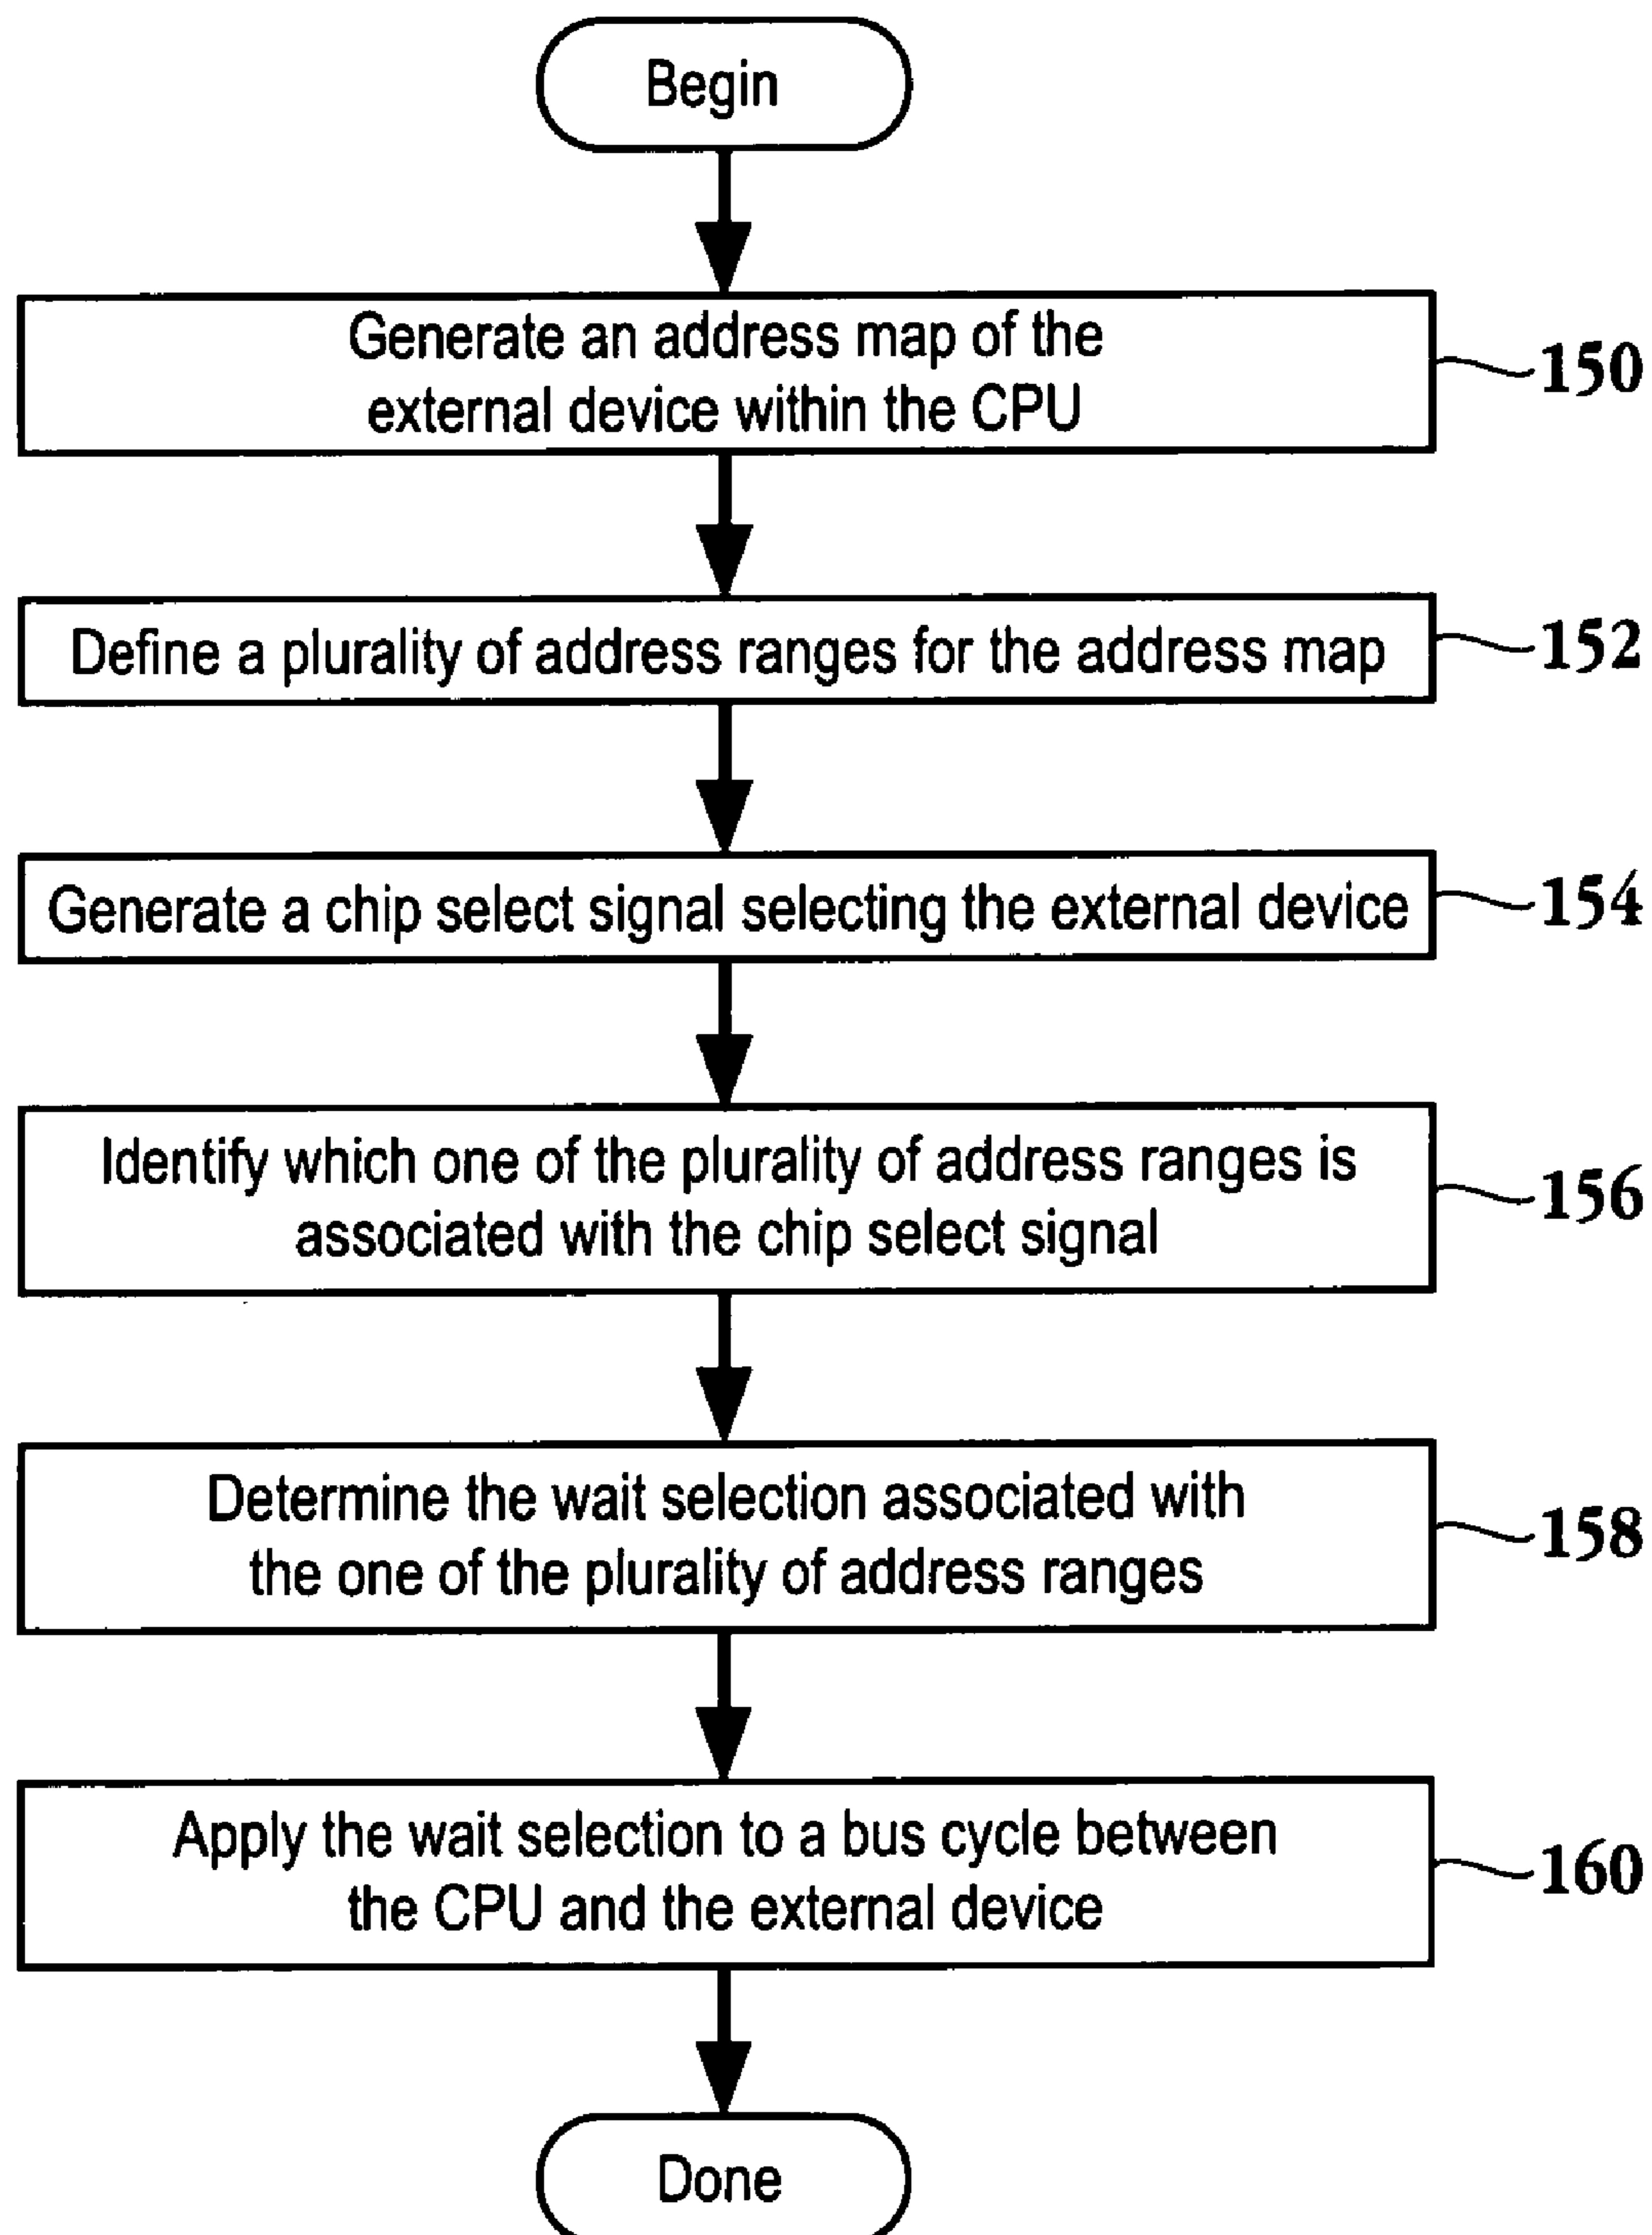 Begin
Generate an address map of the
external device within the CPU
150
Define a plurality of address ranges for the address map
152
Generate a chip select signal selecting the external device
154
Identify which one of the plurality of address ranges is
associated with the chip select signal
156
Determine the wait selection associated with
the one of the plurality of address ranges
158
Apply the wait selection to a bus cycle between
the CPU and the external device
160
Done